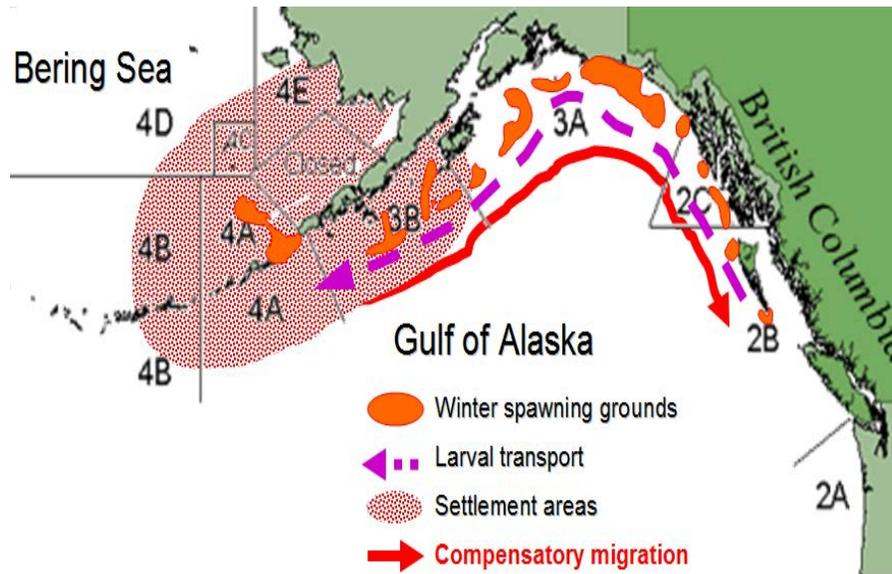 Bering Sea
4E
4D
4C
Closed
3A
British Columbia
2C
4A
3B
4B
4A
4B
2B
Gulf of Alaska
Winter spawning grounds
Larval transport
Settlement areas
Compensatory migration
2A